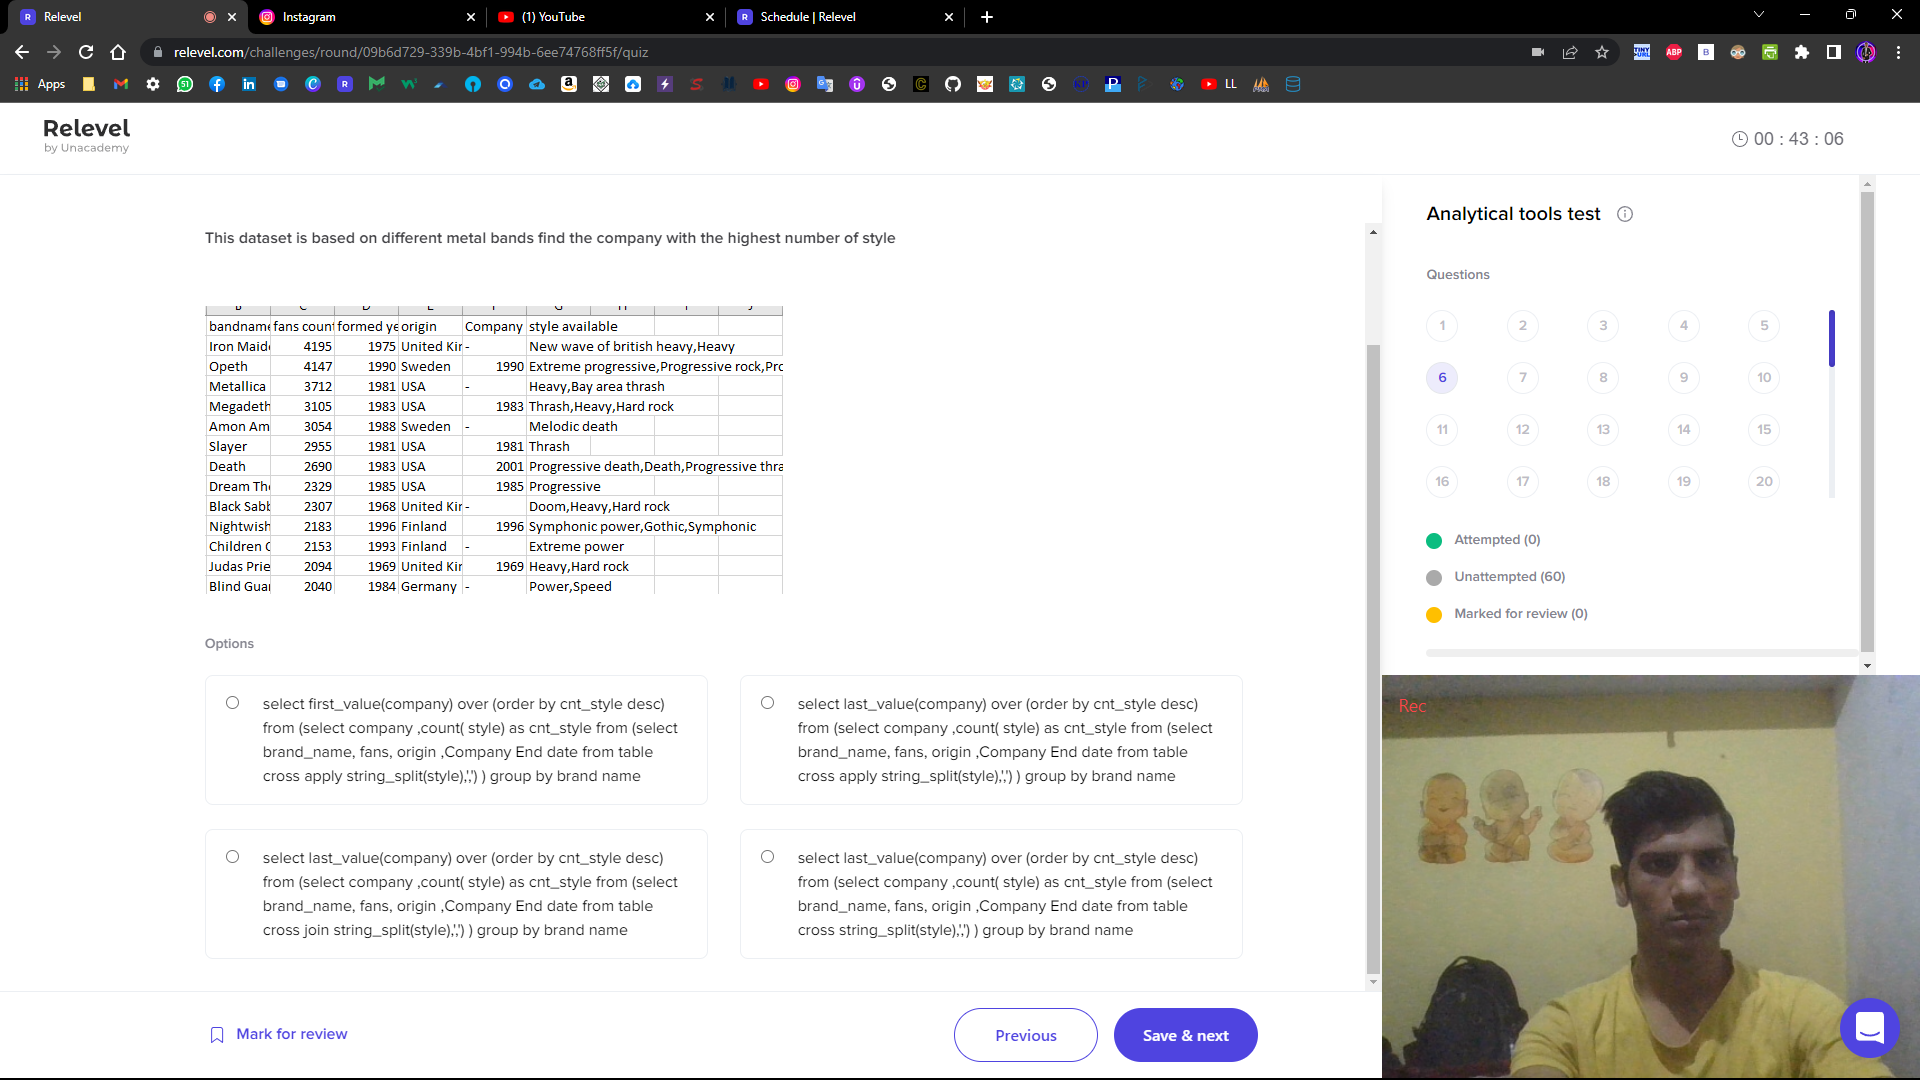 Relevel
Instagram
(1) YouTube
Schedule | Relevel
relevel.com/challenges/round/09b6d729-339b-4bf1-994b-6ee74768ff5f/quiz
Apps
LL
Relevel
by Unacademy
00 : 43 : 06
This dataset is based on different metal bands find the company with the highest number of style
bandname fans count formed ye origin Company style available
Iron Maide 4195 1975 United Kir - New wave of british heavy,Heavy
Opeth 4147 1990 Sweden 1990 Extreme progressive,Progressive rock,Prc
Metallica 3712 1981 USA - Heavy,Bay area thrash
Megadeth 3105 1983 USA 1983 Thrash,Heavy,Hard rock
Amon Am 3054 1988 Sweden - Melodic death
Slayer 2955 1981 USA 1981 Thrash
Death 2690 1983 USA 2001 Progressive death,Death,Progressive thra
Dream The 2329 1985 USA 1985 Progressive
Black Sabb 2307 1968 United Kir - Doom,Heavy,Hard rock
Nightwish 2183 1996 Finland 1996 Symphonic power,Gothic,Symphonic
Children C 2153 1993 Finland - Extreme power
Judas Prie 2094 1969 United Kir 1969 Heavy,Hard rock
Blind Guar 2040 1984 Germany - Power,Speed
Options
select first_value(company) over (order by cnt_style desc)
from (select company ,count( style) as cnt_style from (select
brand_name, fans, origin ,Company End date from table
cross apply string_split(style),',') ) group by brand name
select last_value(company) over (order by cnt_style desc)
from (select company ,count( style) as cnt_style from (select
brand_name, fans, origin ,Company End date from table
cross apply string_split(style),',') ) group by brand name
select last_value(company) over (order by cnt_style desc)
from (select company ,count( style) as cnt_style from (select
brand_name, fans, origin ,Company End date from table
cross join string_split(style),',') ) group by brand name
select last_value(company) over (order by cnt_style desc)
from (select company ,count( style) as cnt_style from (select
brand_name, fans, origin ,Company End date from table
cross string_split(style),',') ) group by brand name
Mark for review
Previous
Save & next
Analytical tools test
Questions
1 2 3 4 5
6 7 8 9 10
11 12 13 14 15
16 17 18 19 20
Attempted (0)
Unattempted (60)
Marked for review (0)
Rec